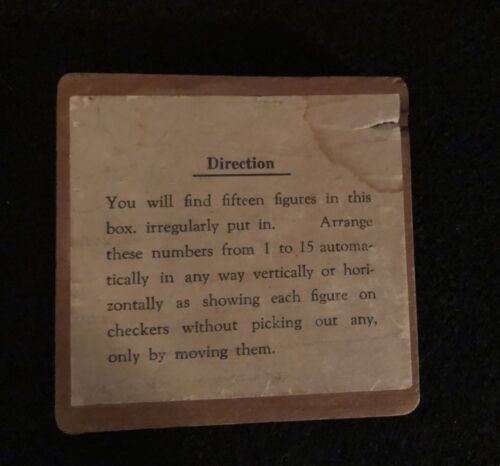 Direction
You will find fifteen figures in this
box. irregularly put in. Arrange
these numbers from 1 to 15 automa-
tically in any way vertically or hori-
zontally as showing each figure on
checkers without picking out any,
only by moving them.